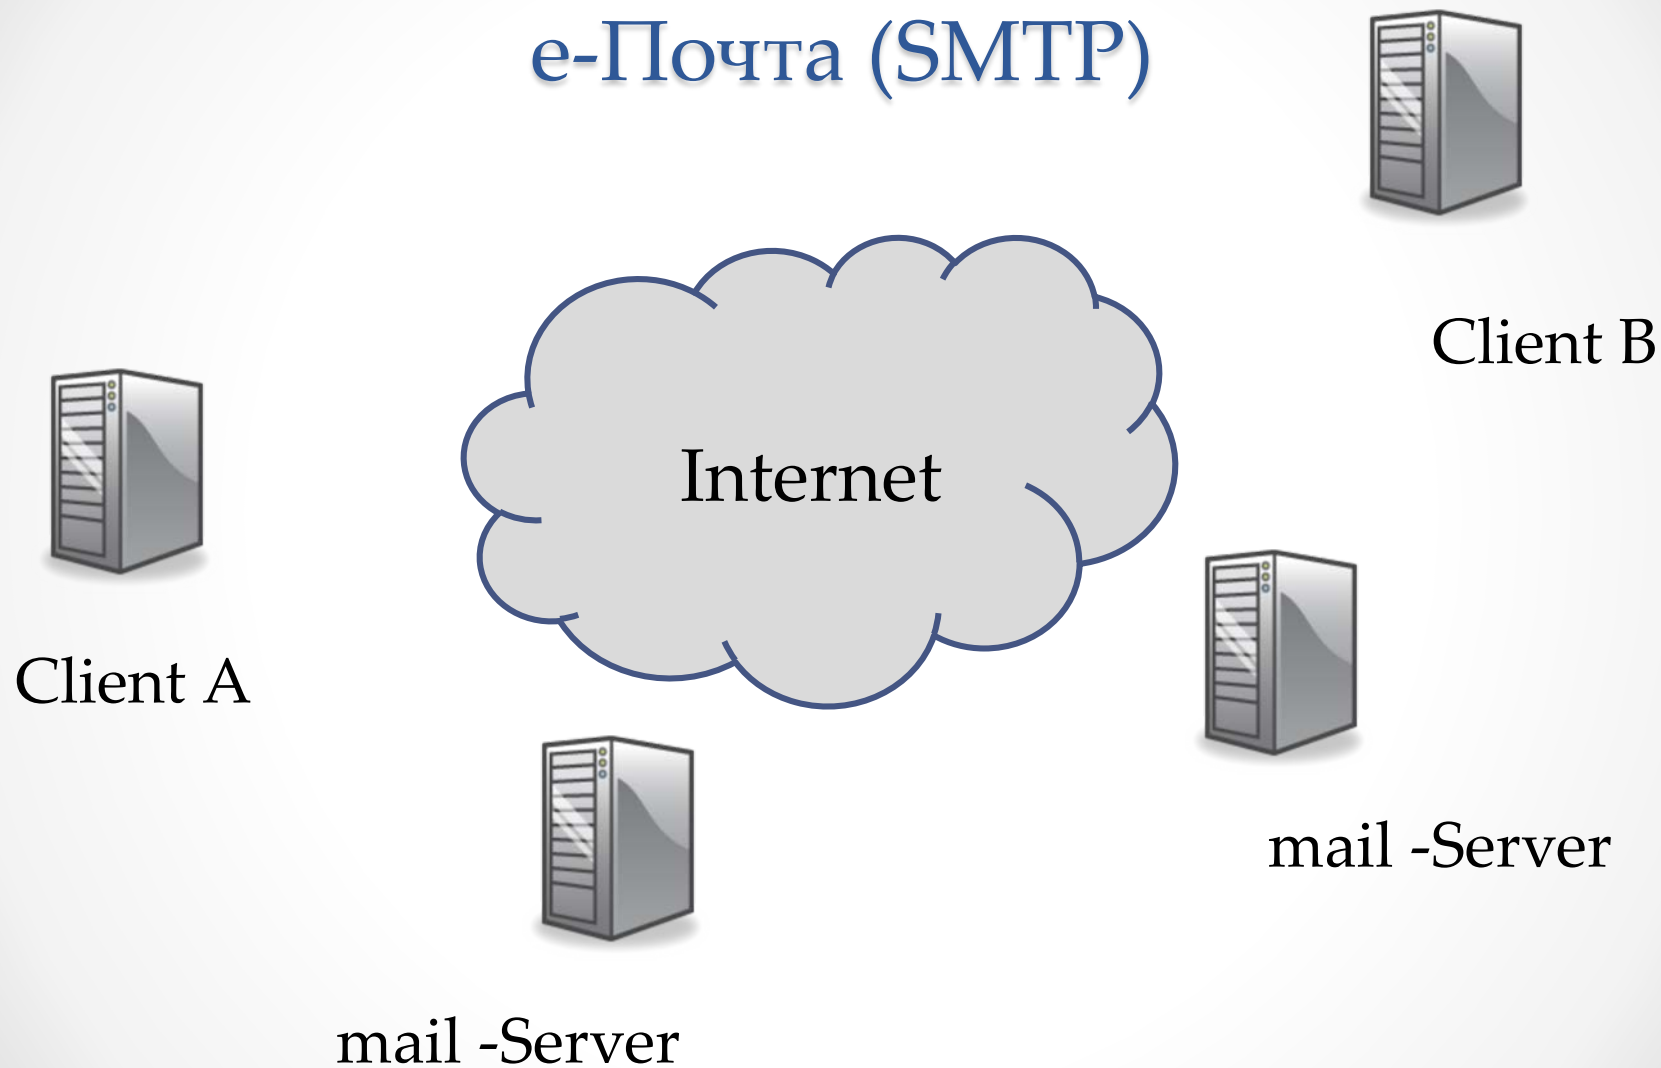 е-Почта (SMTP)
Client B
Internet
Client A
mail -Server
mail -Server